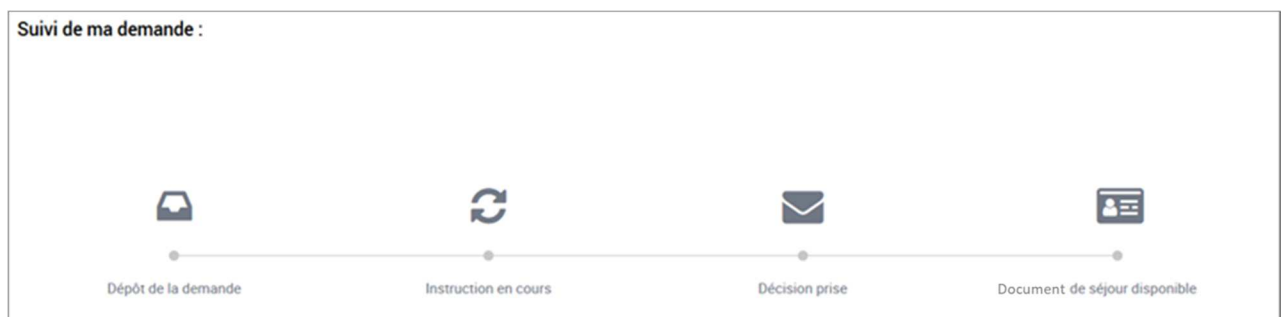 Suivi de ma demande :
Dépôt de la demande
Instruction en cours
Décision prise
Document de séjour disponible